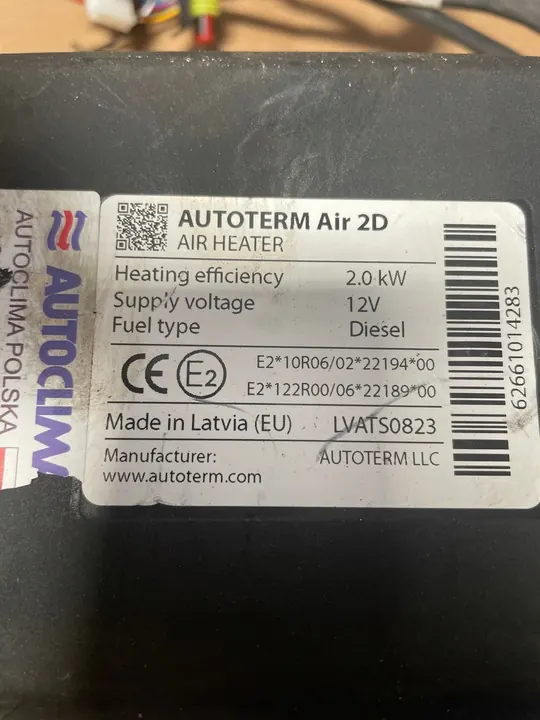 AUTOTERM Air 2D
AIR HEATER
Heating efficiency 2.0 kW
Supply voltage 12V
Fuel type Diesel
CE E2 E2*10R06/02*22194*00
E2*122R00/06*22189*00
Made in Latvia (EU) LVATS0823
Manufacturer: AUTOTERM LLC
www.autoterm.com
62661014283
AUTOCLIMA
AUTOCLIMA POLSKA